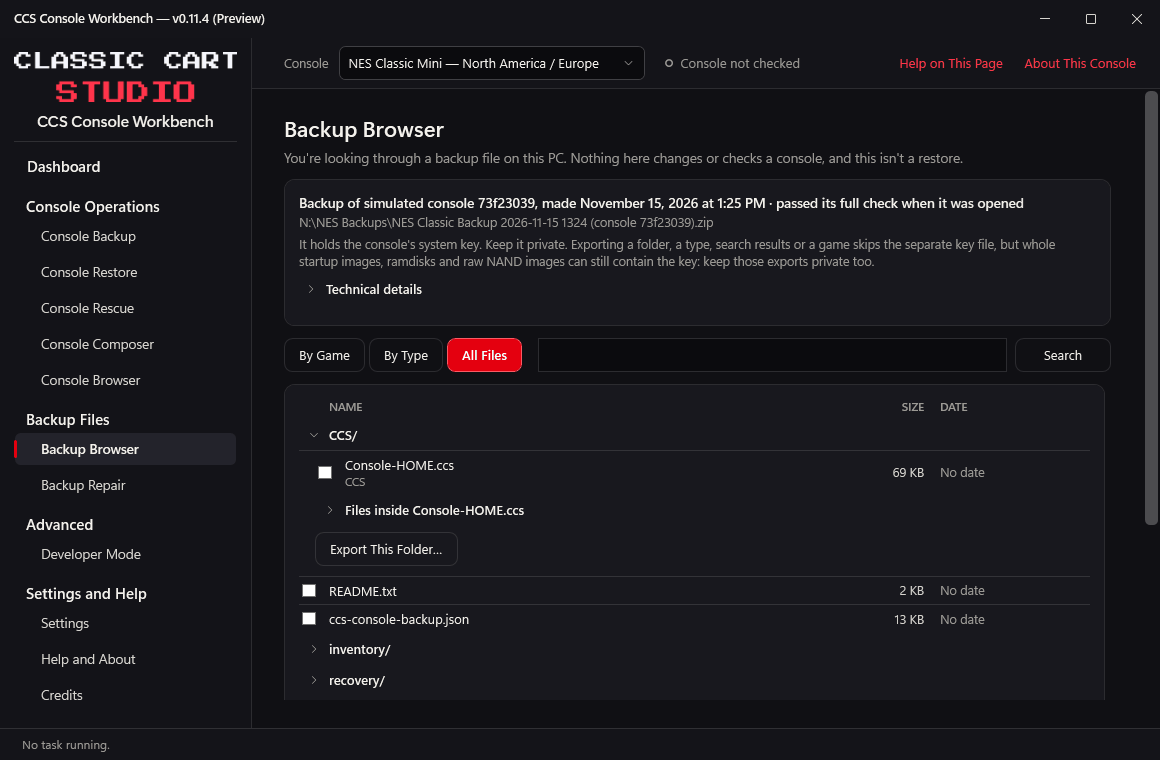 CCS Console Workbench — v0.11.4 (Preview)
CLASSIC CART
STUDIO
CCS Console Workbench
Dashboard
Console Operations
Console Backup
Console Restore
Console Rescue
Console Composer
Console Browser
Backup Files
Backup Browser
Backup Repair
Advanced
Developer Mode
Settings and Help
Settings
Help and About
Credits
Console
NES Classic Mini — North America / Europe
Console not checked
Help on This Page
About This Console
Backup Browser
You're looking through a backup file on this PC. Nothing here changes or checks a console, and this isn't a restore.
Backup of simulated console 73f23039, made November 15, 2026 at 1:25 PM · passed its full check when it was opened
N:\NES Backups\NES Classic Backup 2026-11-15 1324 (console 73f23039).zip
It holds the console's system key. Keep it private. Exporting a folder, a type, search results or a game skips the separate key file, but whole
startup images, ramdisks and raw NAND images can still contain the key: keep those exports private too.
Technical details
By Game
By Type
All Files
Search
NAME SIZE DATE
CCS/
Console-HOME.ccs 69 KB No date
CCS
Files inside Console-HOME.ccs
Export This Folder...
README.txt 2 KB No date
ccs-console-backup.json 13 KB No date
inventory/
recovery/
No task running.